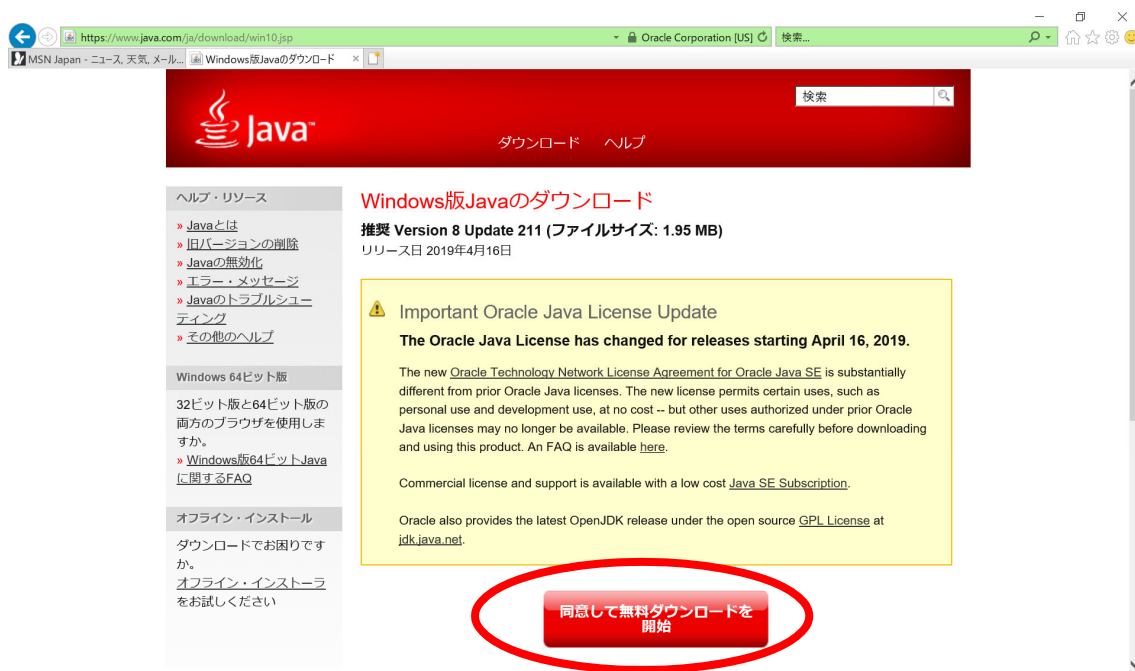 https://www.java.com/ja/download/win10.jsp
Oracle Corporation [US]
検索...
MSN Japan - ニュース, 天気, メール...
Windows版Javaのダウンロード
検索
Java™
ダウンロード ヘルプ
ヘルプ・リソース
» Javaとは
» 旧バージョンの削除
» Javaの無効化
» エラー・メッセージ
» Javaのトラブルシュー
ティング
» その他のヘルプ
Windows 64ビット版
32ビット版と64ビット版の
両方のブラウザを使用しま
すか。
» Windows版64ビットJava
に関するFAQ
オフライン・インストール
ダウンロードでお困りです
か。
オフライン・インストーラ
をお試しください
Windows版Javaのダウンロード
推奨 Version 8 Update 211 (ファイルサイズ: 1.95 MB)
リリース日 2019年4月16日
Important Oracle Java License Update
The Oracle Java License has changed for releases starting April 16, 2019.
The new Oracle Technology Network License Agreement for Oracle Java SE is substantially
different from prior Oracle Java licenses. The new license permits certain uses, such as
personal use and development use, at no cost -- but other uses authorized under prior Oracle
Java licenses may no longer be available. Please review the terms carefully before downloading
and using this product. An FAQ is available here.
Commercial license and support is available with a low cost Java SE Subscription.
Oracle also provides the latest OpenJDK release under the open source GPL License at
jdk.java.net.
同意して無料ダウンロードを
開始